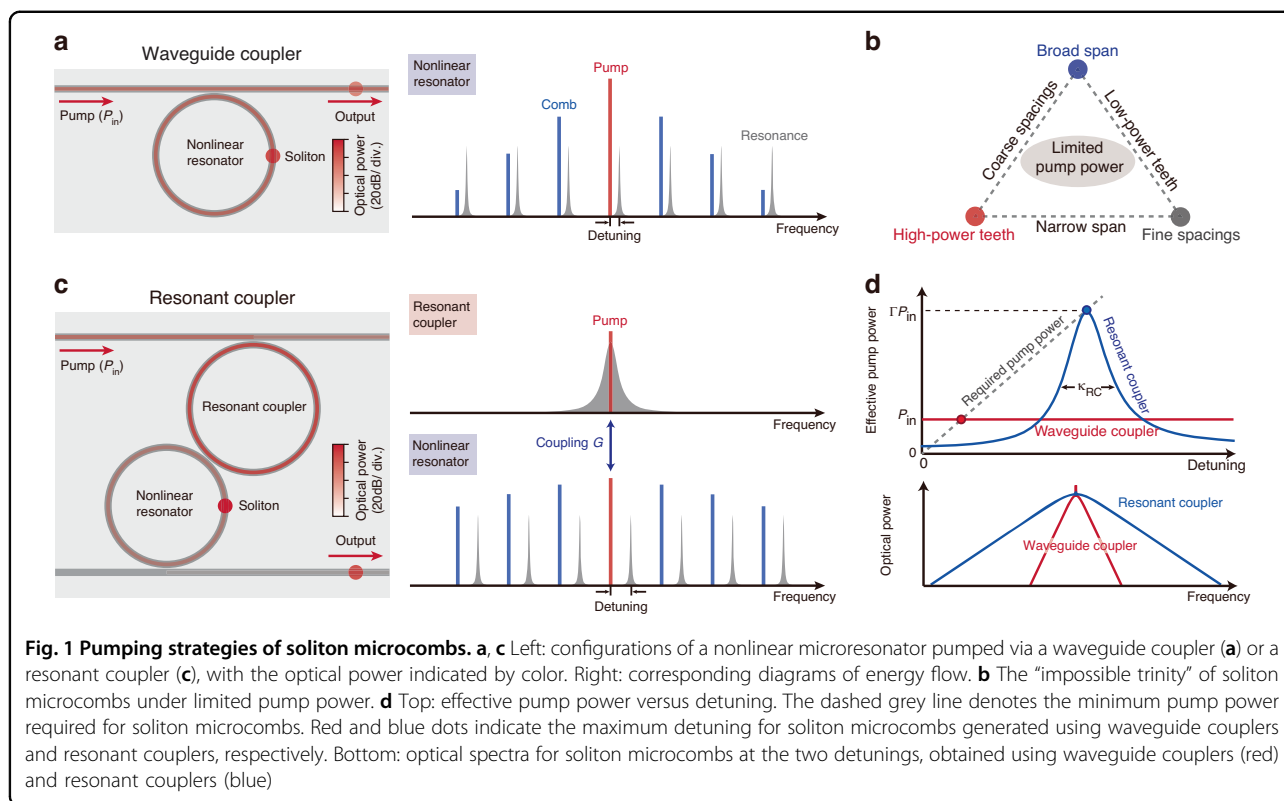 a
Waveguide coupler
Pump (Pin)
Output
Nonlinear
resonator
Soliton
Optical power
(20dB/ div.)
Nonlinear
resonator
Pump
Comb
Resonance
Detuning
Frequency
b
Broad span
Coarse spacings
Low-power teeth
Limited
pump power
High-power teeth
Narrow span
Fine spacings
c
Resonant coupler
Pump (Pin)
Resonant coupler
Nonlinear
resonator
Soliton
Optical power
(20dB/ div.)
Output
Resonant
coupler
Pump
Frequency
Coupling G
Nonlinear
resonator
Detuning
Frequency
d
Effective pump power
ΓPin
Pin
0
0
Required pump power
Resonant coupler
κRC
Waveguide coupler
Detuning
Optical power
Resonant coupler
Waveguide coupler
Frequency
Fig. 1 Pumping strategies of soliton microcombs. a, c Left: configurations of a nonlinear microresonator pumped via a waveguide coupler (a) or a
resonant coupler (c), with the optical power indicated by color. Right: corresponding diagrams of energy flow. b The “impossible trinity” of soliton
microcombs under limited pump power. d Top: effective pump power versus detuning. The dashed grey line denotes the minimum pump power
required for soliton microcombs. Red and blue dots indicate the maximum detuning for soliton microcombs generated using waveguide couplers
and resonant couplers, respectively. Bottom: optical spectra for soliton microcombs at the two detunings, obtained using waveguide couplers (red)
and resonant couplers (blue)